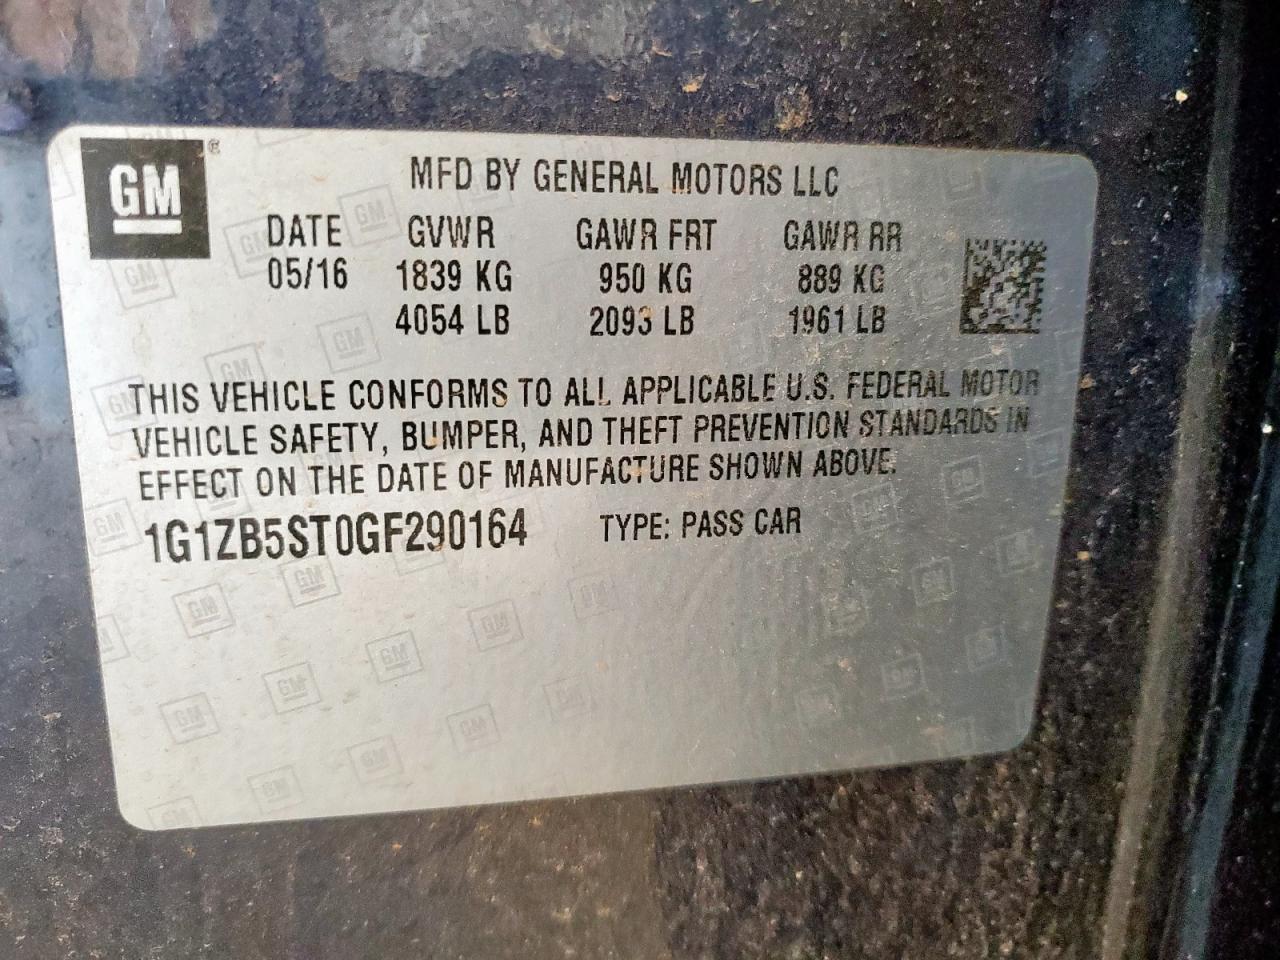 GM
MFD BY GENERAL MOTORS LLC
DATE GVWR GAWR FRT GAWR RR
05/16 1839 KG 950 KG 889 KG
4054 LB 2093 LB 1961 LB
THIS VEHICLE CONFORMS TO ALL APPLICABLE U.S. FEDERAL MOTOR
VEHICLE SAFETY, BUMPER, AND THEFT PREVENTION STANDARDS IN
EFFECT ON THE DATE OF MANUFACTURE SHOWN ABOVE.
1G1ZB5ST0GF290164 TYPE: PASS CAR